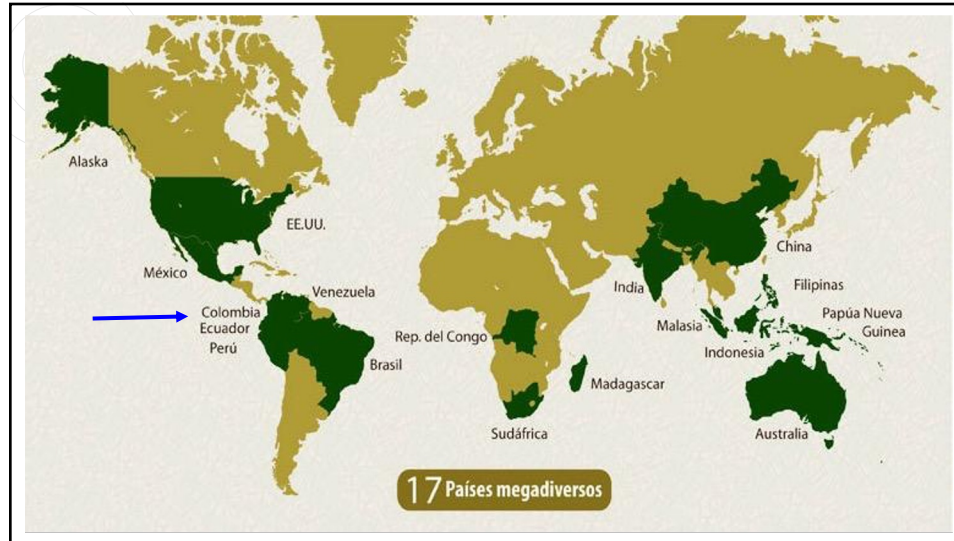 Alaska
EE.UU.
México
Venezuela
Colombia
Ecuador
Perú
Brasil
Rep. del Congo
Madagascar
Sudáfrica
China
India
Filipinas
Malasia
Papúa Nueva
Guinea
Indonesia
Australia
17 Países megadiversos